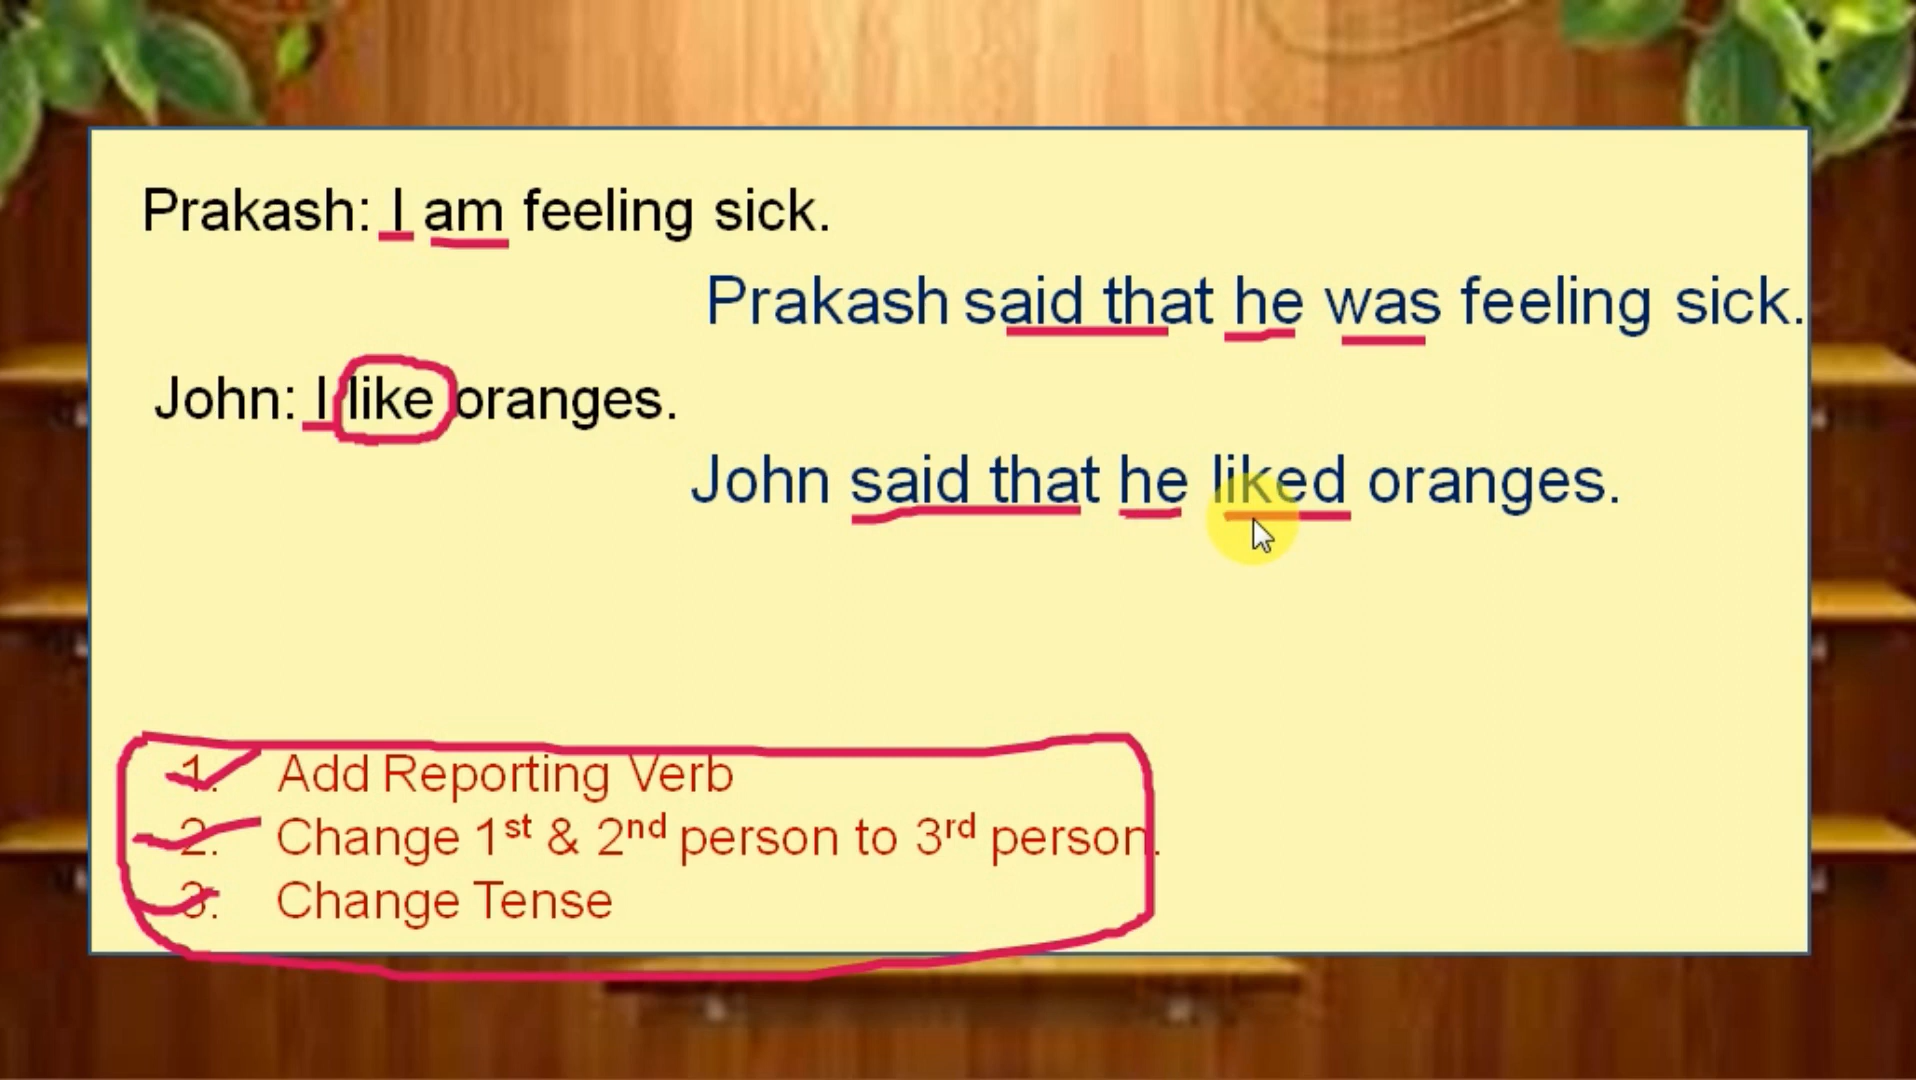 Prakash: I am feeling sick.
Prakash said that he was feeling sick.
John: I like oranges.
John said that he liked oranges.
1. Add Reporting Verb
2. Change 1st & 2nd person to 3rd person.
3. Change Tense